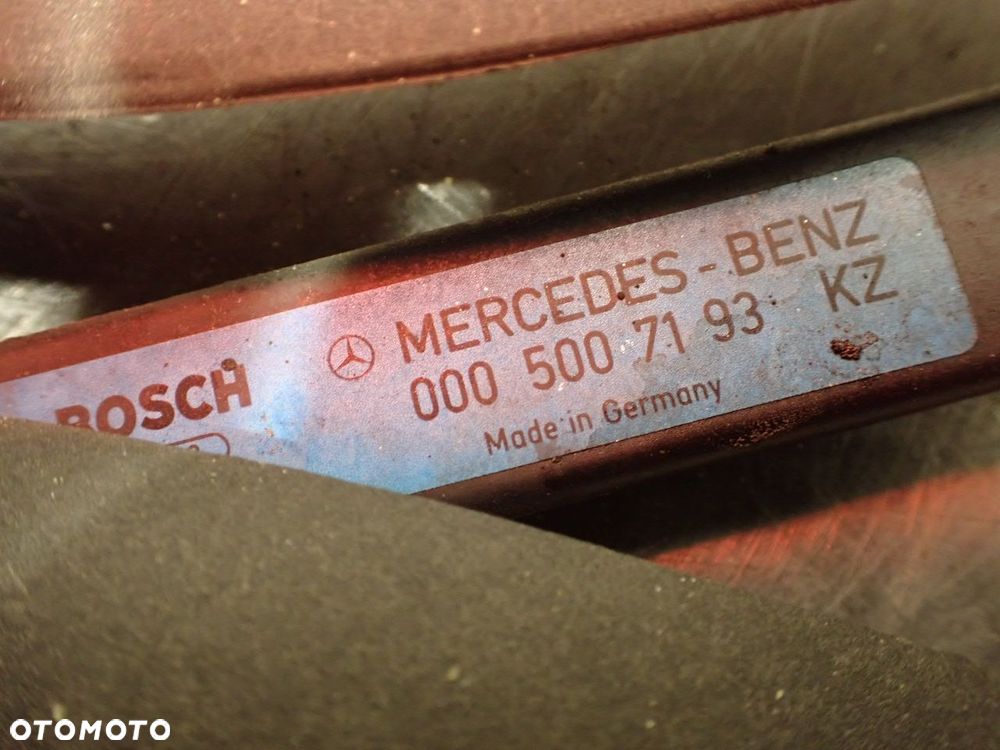 MERCEDES-BENZ
000 500 71 93 KZ
Made in Germany
BOSCH
OTOMOTO